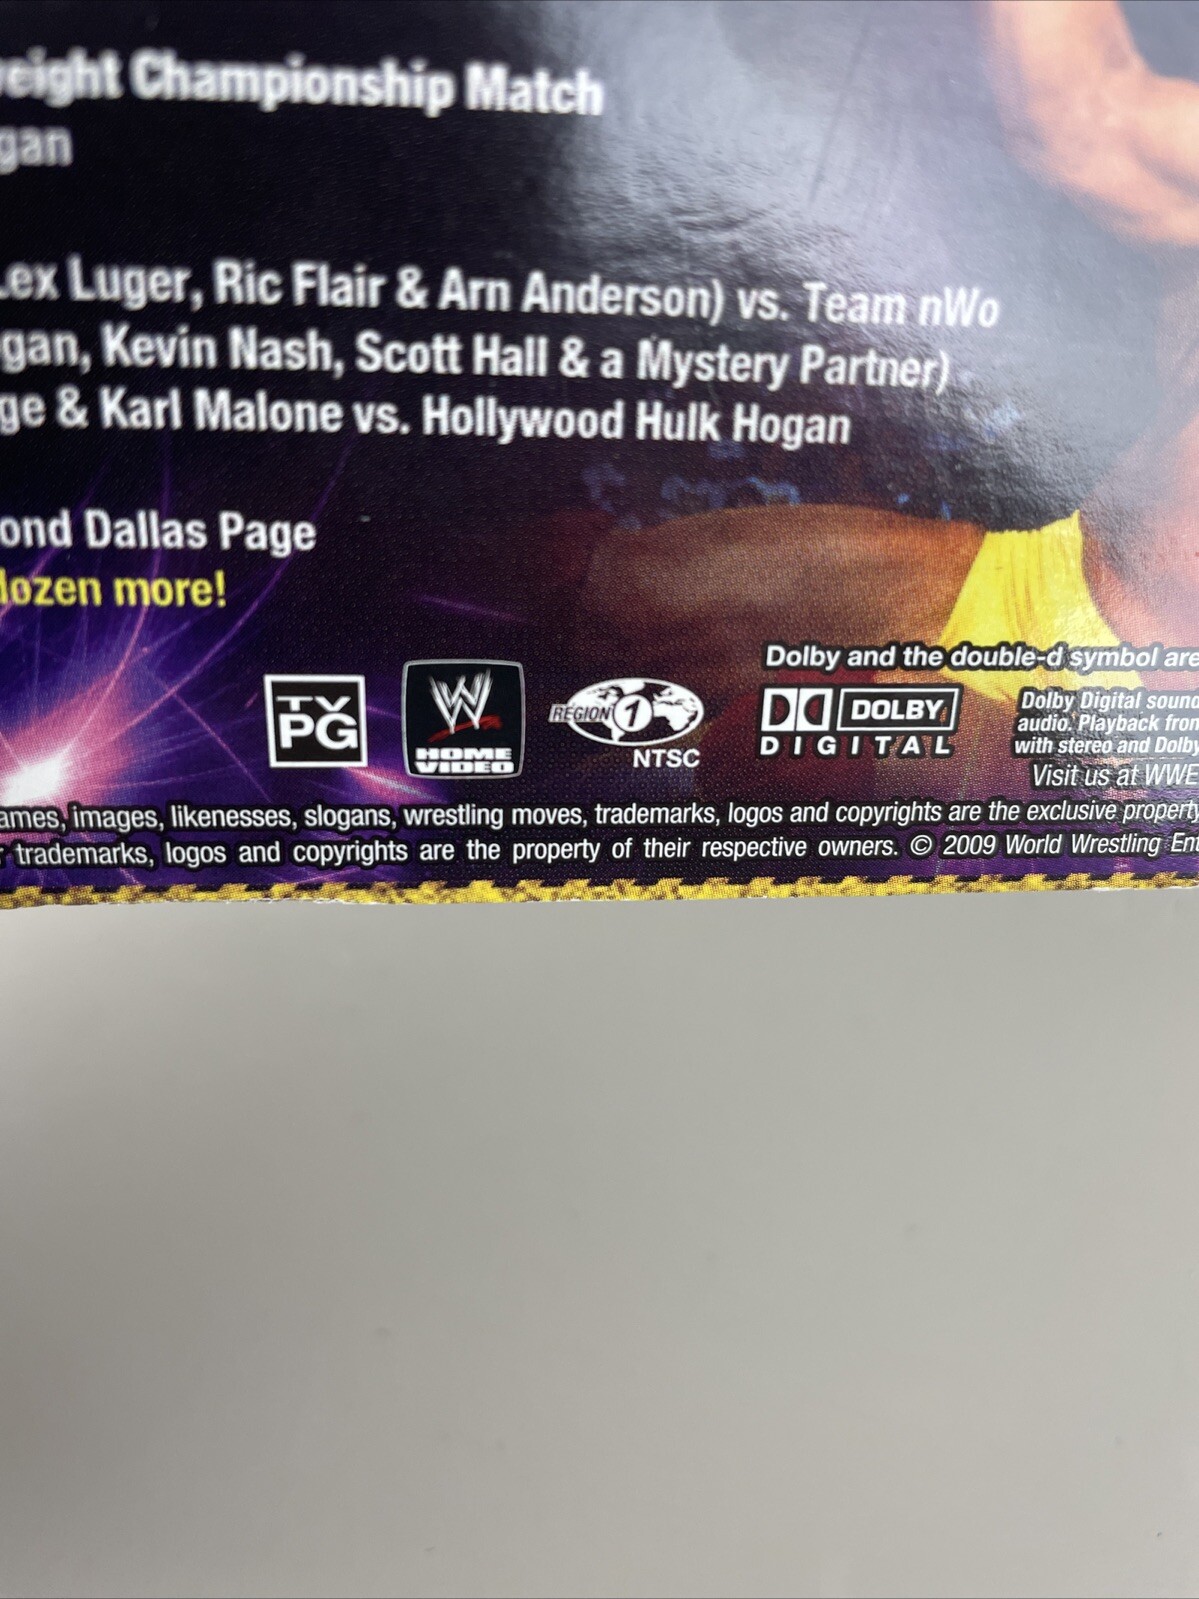 eight Championship Match
gan
Lex Luger, Ric Flair & Arn Anderson) vs. Team nWo
gan, Kevin Nash, Scott Hall & a Mystery Partner)
ge & Karl Malone vs. Hollywood Hulk Hogan
ond Dallas Page
dozen more!
Dolby and the double-d symbol are
TV
PG
W
HOME
VIDEO
REGION 1
NTSC
DOLBY
DIGITAL
Dolby Digital sound
audio. Playback from
with stereo and Dolby
Visit us at WWE
ames, images, likenesses, slogans, wrestling moves, trademarks, logos and copyrights are the exclusive property
r trademarks, logos and copyrights are the property of their respective owners. © 2009 World Wrestling Ent